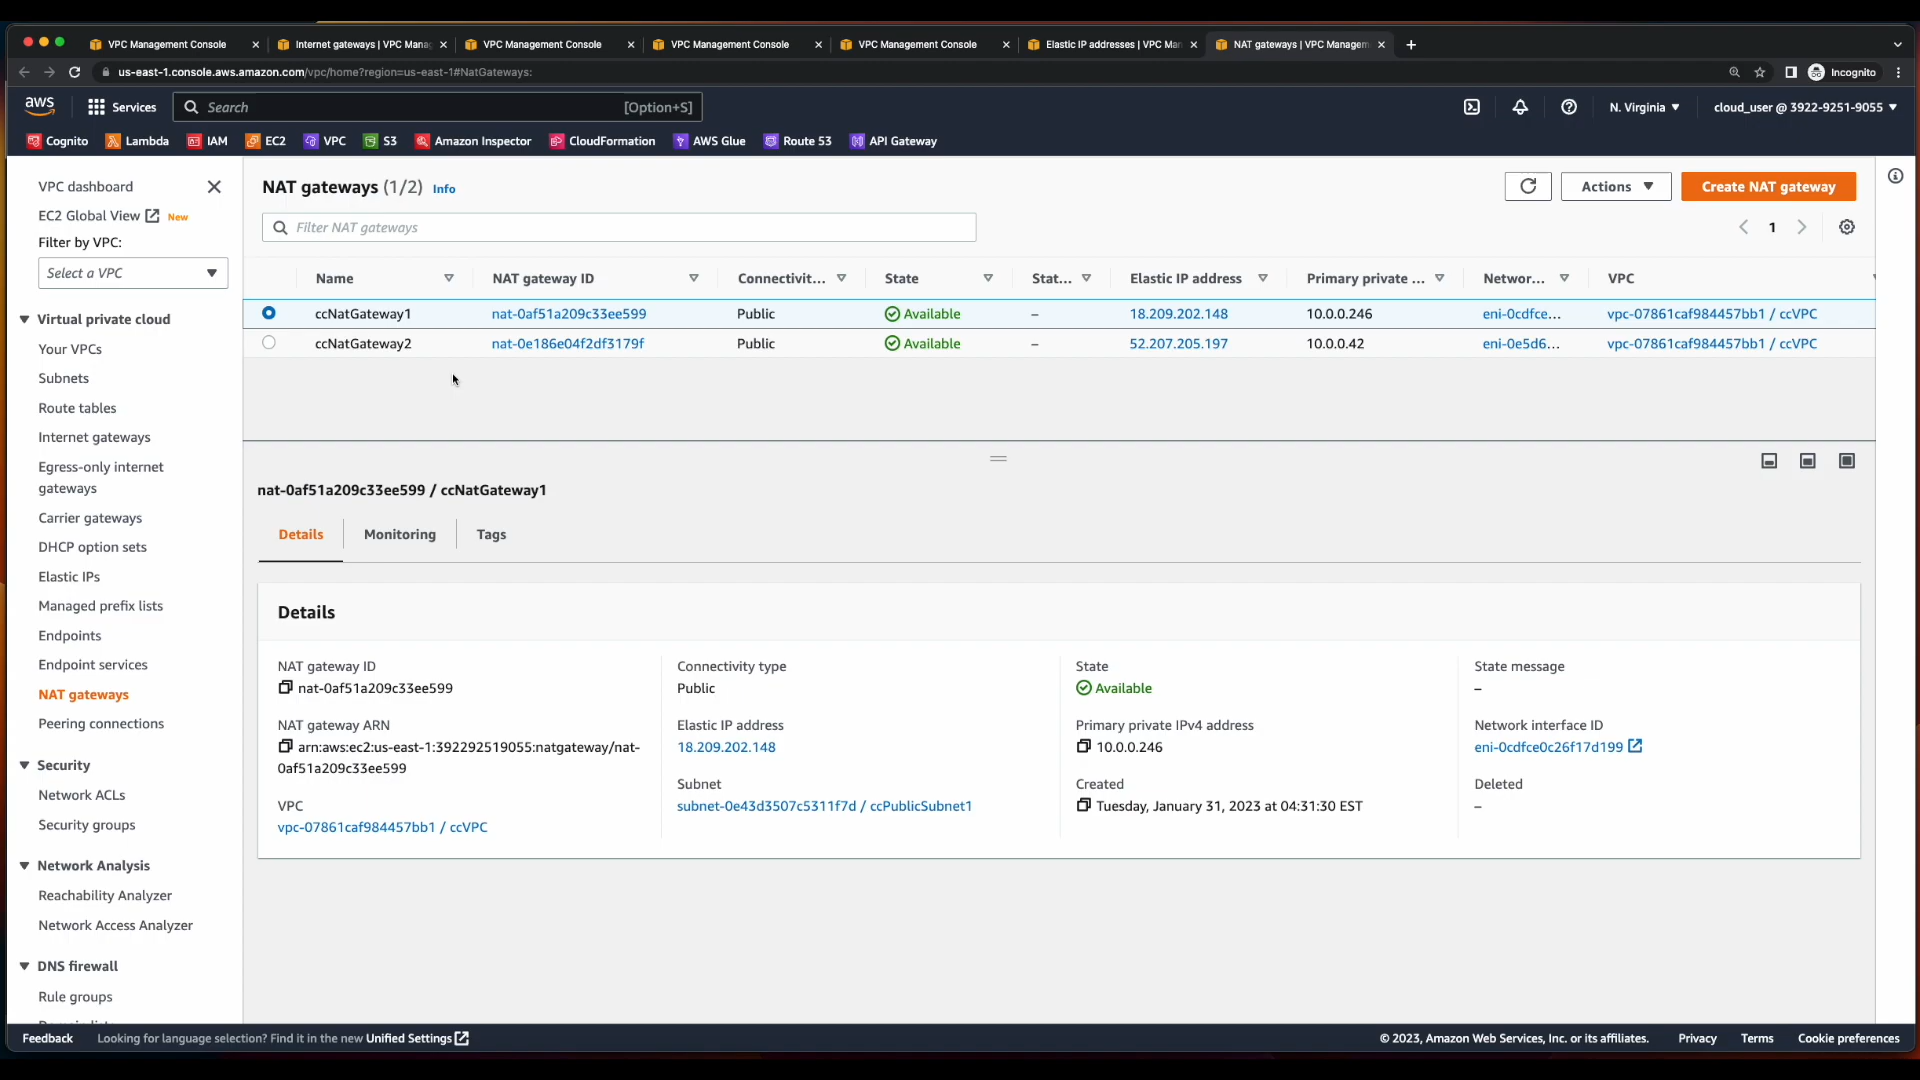 VPC Management Console
Internet gateways | VPC Mana
VPC Management Console
VPC Management Console
VPC Management Console
Elastic IP addresses | VPC Ma
NAT gateways | VPC Managem
us-east-1.console.aws.amazon.com/vpc/home?region=us-east-1#NatGateways:
Incognito
aws
Services
Search
[Option+S]
N. Virginia
cloud_user @ 3922-9251-9055
Cognito
Lambda
IAM
EC2
VPC
S3
Amazon Inspector
CloudFormation
AWS Glue
Route 53
API Gateway
VPC dashboard
EC2 Global View New
Filter by VPC:
Select a VPC
Virtual private cloud
Your VPCs
Subnets
Route tables
Internet gateways
Egress-only internet
gateways
Carrier gateways
DHCP option sets
Elastic IPs
Managed prefix lists
Endpoints
Endpoint services
NAT gateways
Peering connections
Security
Network ACLs
Security groups
Network Analysis
Reachability Analyzer
Network Access Analyzer
DNS firewall
Rule groups
NAT gateways (1/2) Info
Actions
Create NAT gateway
Filter NAT gateways
1
Name NAT gateway ID Connectivit... State Stat... Elastic IP address Primary private ... Networ... VPC
ccNatGateway1 nat-0af51a209c33ee599 Public Available – 18.209.202.148 10.0.0.246 eni-0cdfce... vpc-07861caf984457bb1 / ccVPC
ccNatGateway2 nat-0e186e04f2df3179f Public Available – 52.207.205.197 10.0.0.42 eni-0e5d6... vpc-07861caf984457bb1 / ccVPC
nat-0af51a209c33ee599 / ccNatGateway1
Details
Monitoring
Tags
Details
NAT gateway ID
nat-0af51a209c33ee599
NAT gateway ARN
arn:aws:ec2:us-east-1:392292519055:natgateway/nat-
0af51a209c33ee599
VPC
vpc-07861caf984457bb1 / ccVPC
Connectivity type
Public
Elastic IP address
18.209.202.148
Subnet
subnet-0e43d3507c5311f7d / ccPublicSubnet1
State
Available
Primary private IPv4 address
10.0.0.246
Created
Tuesday, January 31, 2023 at 04:31:30 EST
State message
–
Network interface ID
eni-0cdfce0c26f17d199
Deleted
–
Feedback
Looking for language selection? Find it in the new Unified Settings
© 2023, Amazon Web Services, Inc. or its affiliates.
Privacy
Terms
Cookie preferences